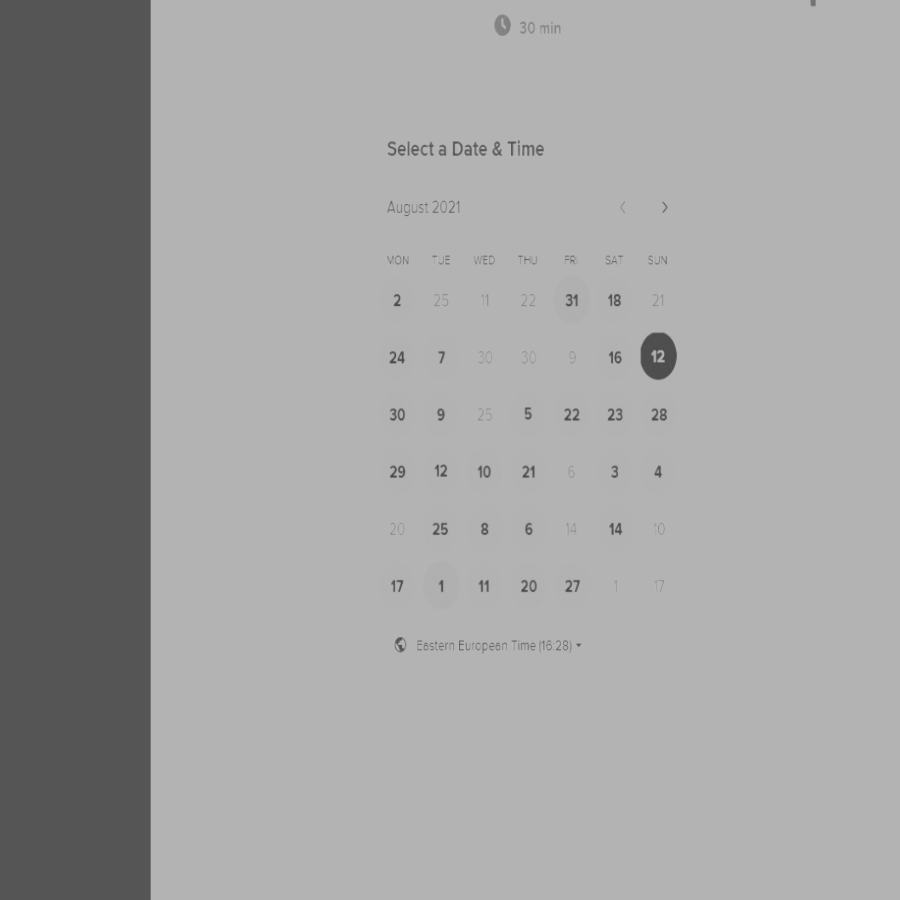 30 min
Select a Date & Time
August 2021
MON TUE WED THU FRI SAT SUN
2 25 11 22 31 18 21
24 7 30 30 9 16 12
30 9 25 5 22 23 28
29 12 10 21 6 3 4
20 25 8 6 14 14 10
17 1 11 20 27 1 17
Eastern European Time (16:28)